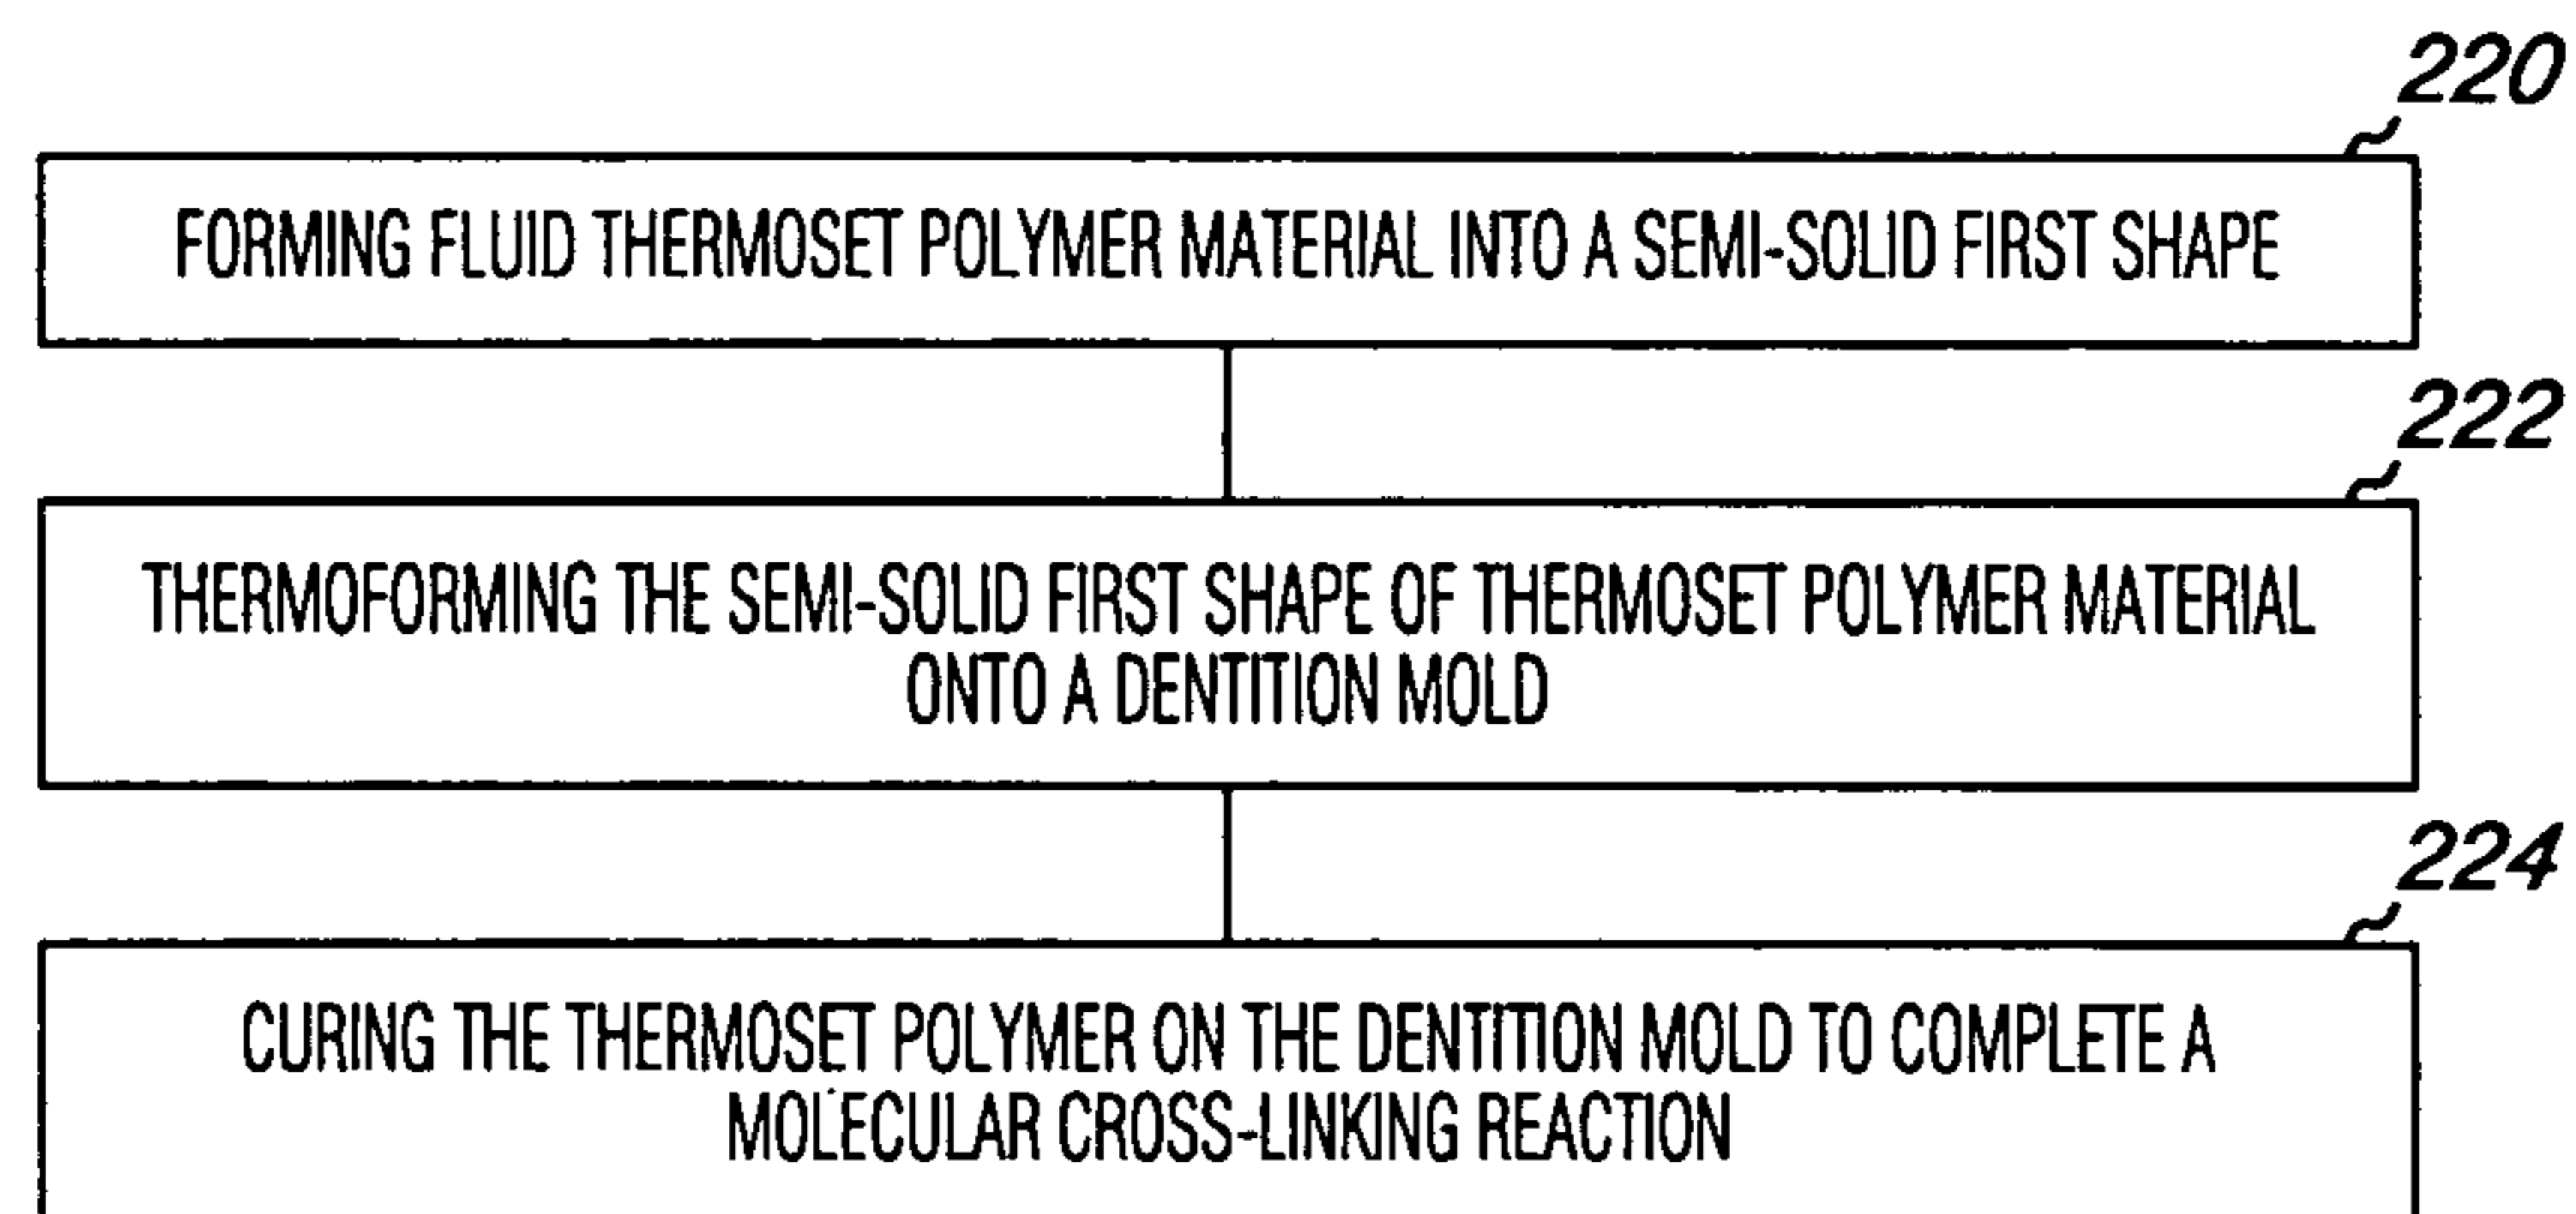 220
FORMING FLUID THERMOSET POLYMER MATERIAL INTO A SEMI-SOLID FIRST SHAPE
222
THERMOFORMING THE SEMI-SOLID FIRST SHAPE OF THERMOSET POLYMER MATERIAL
ONTO A DENTITION MOLD
224
CURING THE THERMOSET POLYMER ON THE DENTITION MOLD TO COMPLETE A
MOLECULAR CROSS-LINKING REACTION